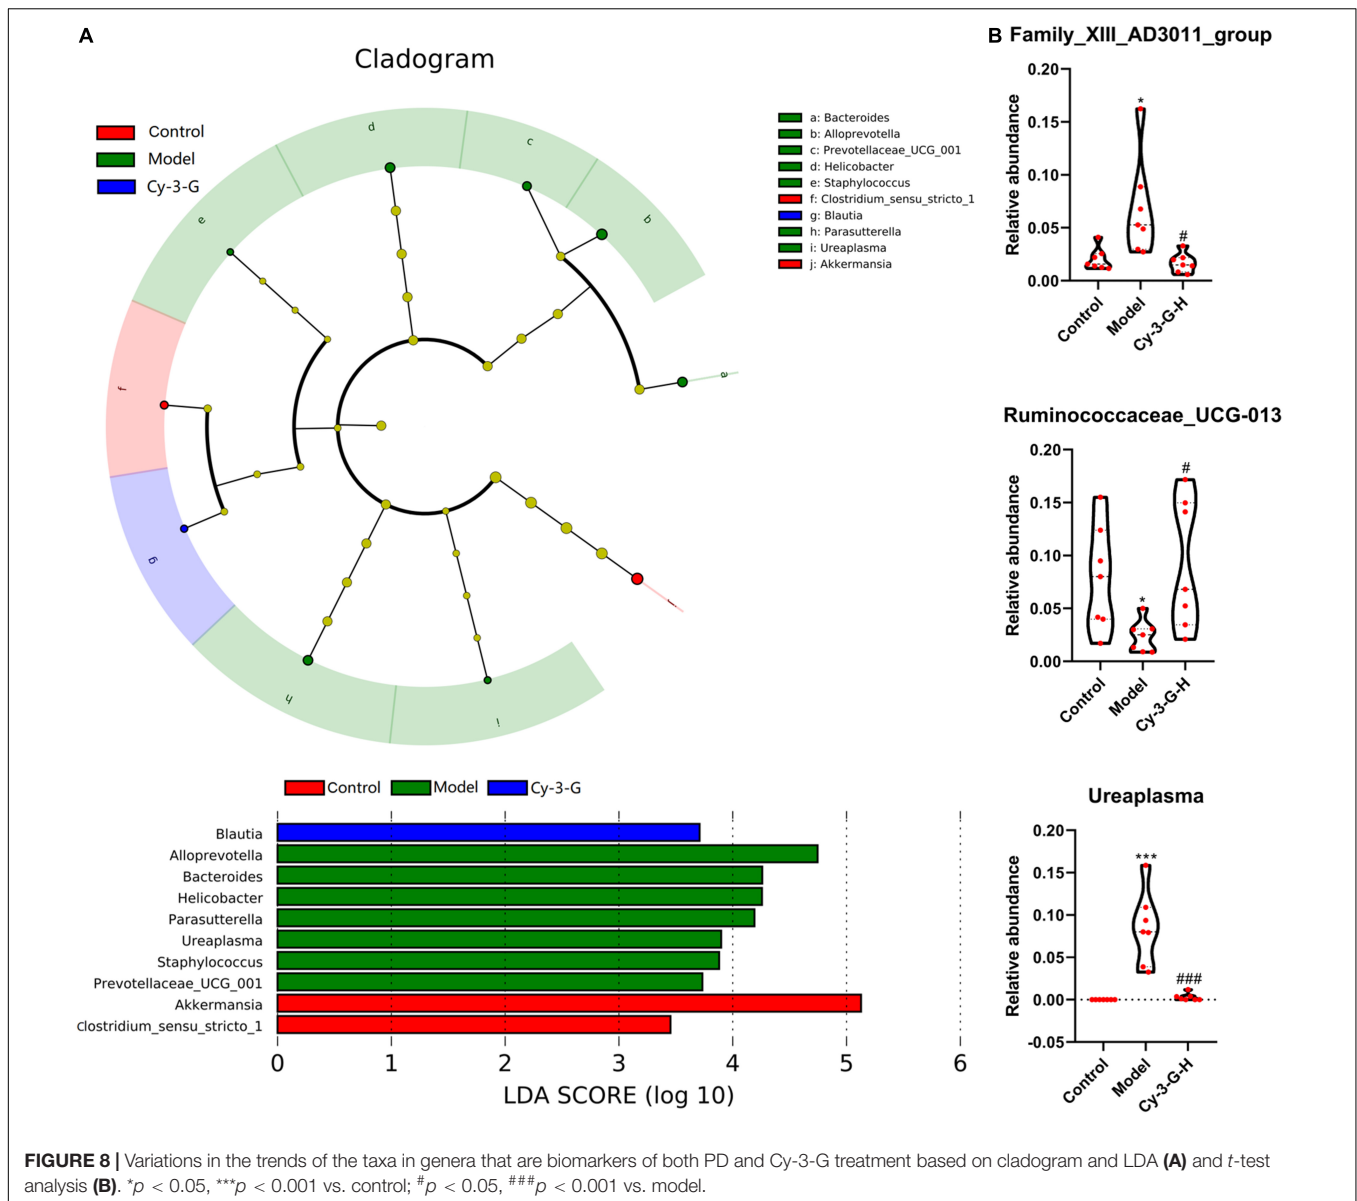 A
Cladogram
Control
Model
Cy-3-G
a
b
c
d
e
f
g
h
i
j
a: Bacteroides
b: Alloprevotella
c: Prevotellaceae_UCG_001
d: Helicobacter
e: Staphylococcus
f: Clostridium_sensu_stricto_1
g: Blautia
h: Parasutterella
i: Ureaplasma
j: Akkermansia
Control Model Cy-3-G
Blautia
Alloprevotella
Bacteroides
Helicobacter
Parasutterella
Ureaplasma
Staphylococcus
Prevotellaceae_UCG_001
Akkermansia
Clostridium_sensu_stricto_1
0 1 2 3 4 5 6
LDA SCORE (log 10)
B Family_XIII_AD3011_group
Relative abundance
0.20
0.15
0.10
0.05
0.00
*
#
Control Model Cy-3-G-H
Ruminococcaceae_UCG-013
Relative abundance
0.20
0.15
0.10
0.05
0.00
*
#
Control Model Cy-3-G-H
Ureaplasma
Relative abundance
0.20
0.15
0.10
0.05
0.00
-0.05
***
###
Control Model Cy-3-G-H
FIGURE 8 | Variations in the trends of the taxa in genera that are biomarkers of both PD and Cy-3-G treatment based on cladogram and LDA (A) and t-test
analysis (B). *p < 0.05, ***p < 0.001 vs. control; #p < 0.05, ###p < 0.001 vs. model.